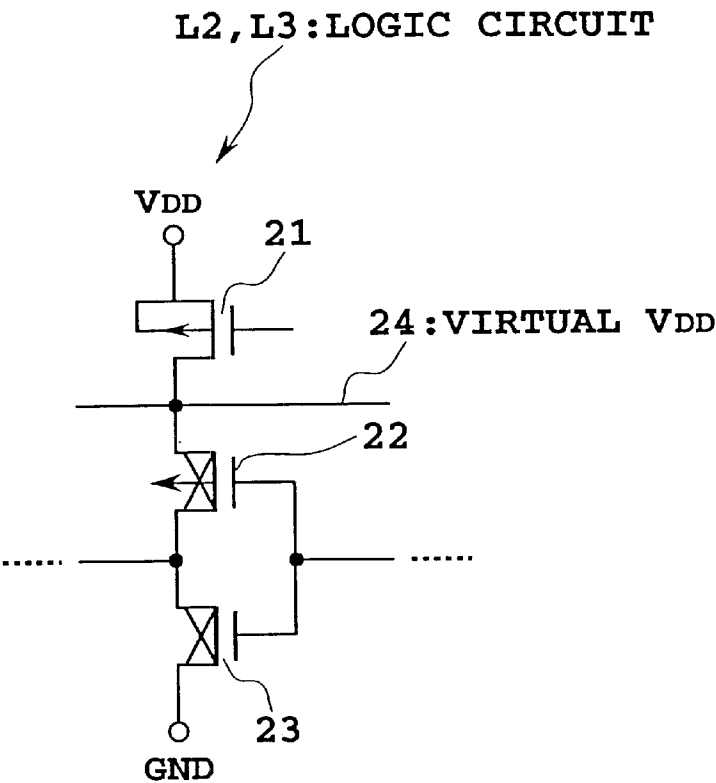 L2,L3:LOGIC CIRCUIT
VDD
21
24:VIRTUAL VDD
22
23
GND